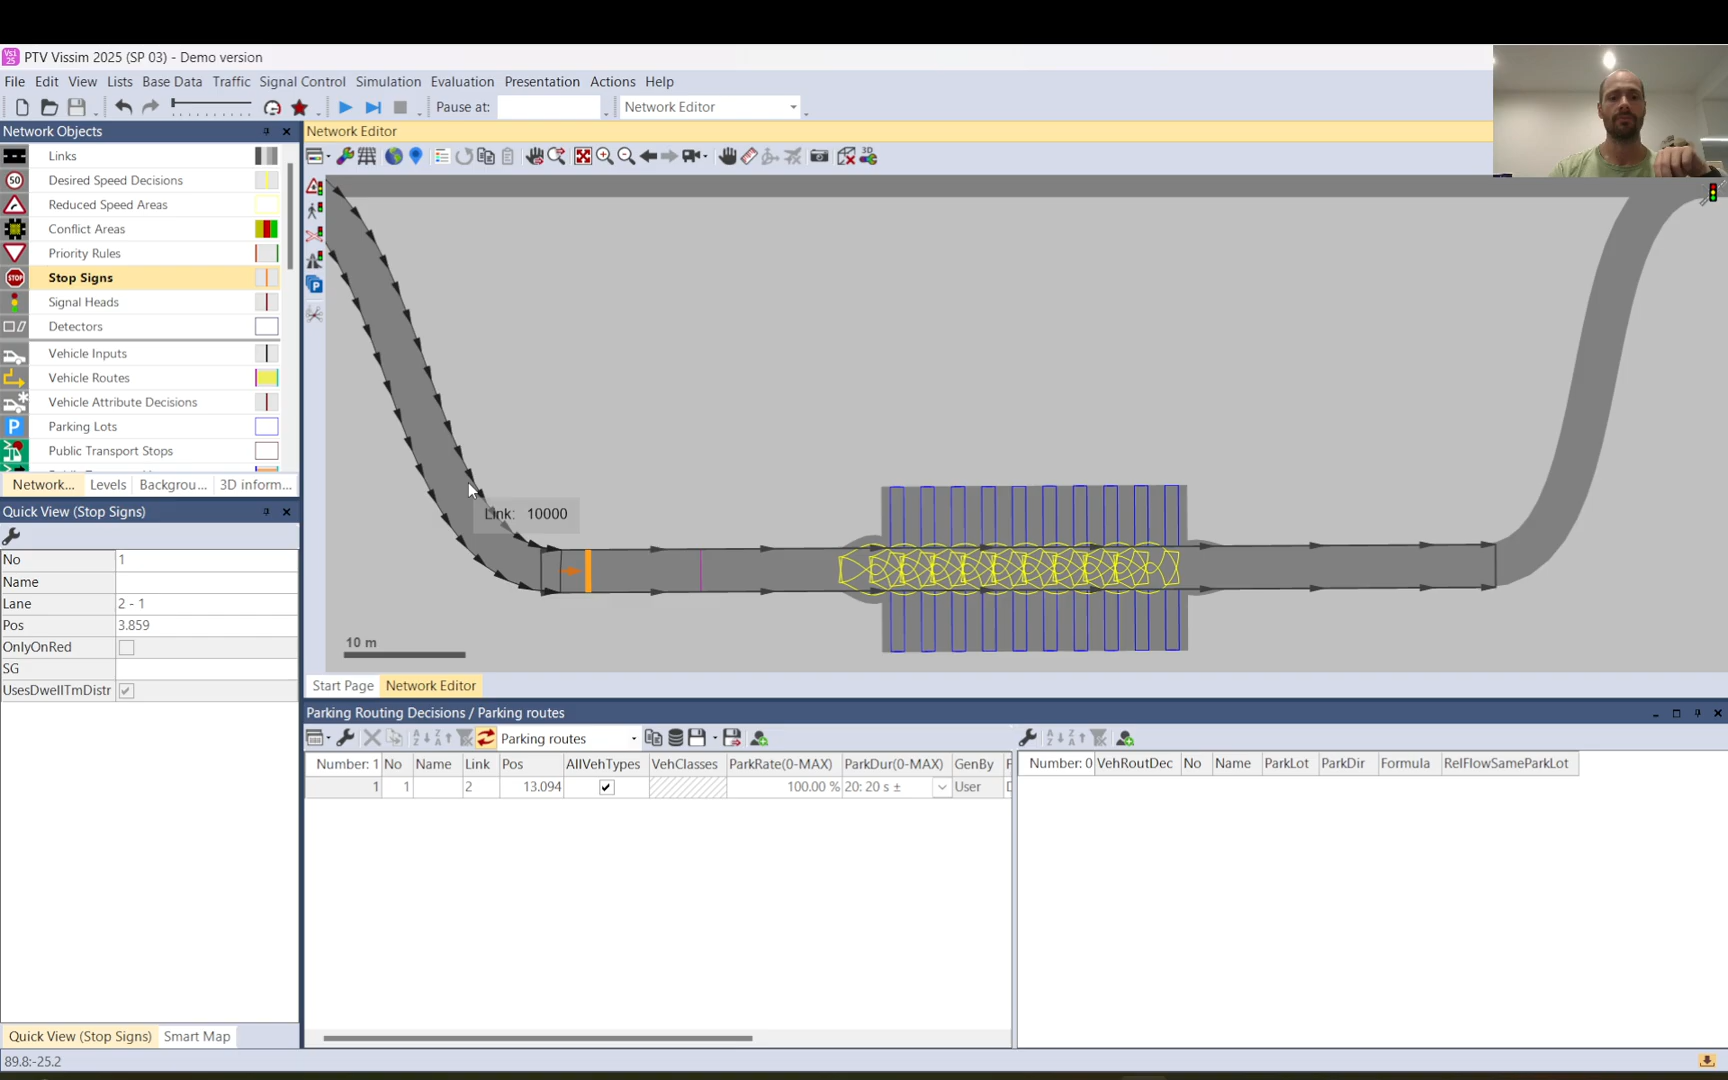 PTV Vissim 2025 (SP 03) - Demo version
File Edit View Lists Base Data Traffic Signal Control Simulation Evaluation Presentation Actions Help
Pause at: Network Editor
Network Objects
Links
50 Desired Speed Decisions
Reduced Speed Areas
Conflict Areas
Priority Rules
STOP Stop Signs
Signal Heads
Detectors
Vehicle Inputs
Vehicle Routes
Vehicle Attribute Decisions
P Parking Lots
Public Transport Stops
Network... Levels Backgrou... 3D inform...
Quick View (Stop Signs)
No 1
Name
Lane 2 - 1
Pos 3.859
OnlyOnRed
SG
UsesDwellTmDistr
Quick View (Stop Signs) Smart Map
89.8:-25.2
Network Editor
3D
P
Link: 10000
10 m
Start Page Network Editor
Parking Routing Decisions / Parking routes
Parking routes
Number: 1 No Name Link Pos AllVehTypes VehClasses ParkRate(0-MAX) ParkDur(0-MAX) GenBy
1 1 2 13.094 100.00 % 20: 20 s ± User
Number: 0 VehRoutDec No Name ParkLot ParkDir Formula RelFlowSameParkLot